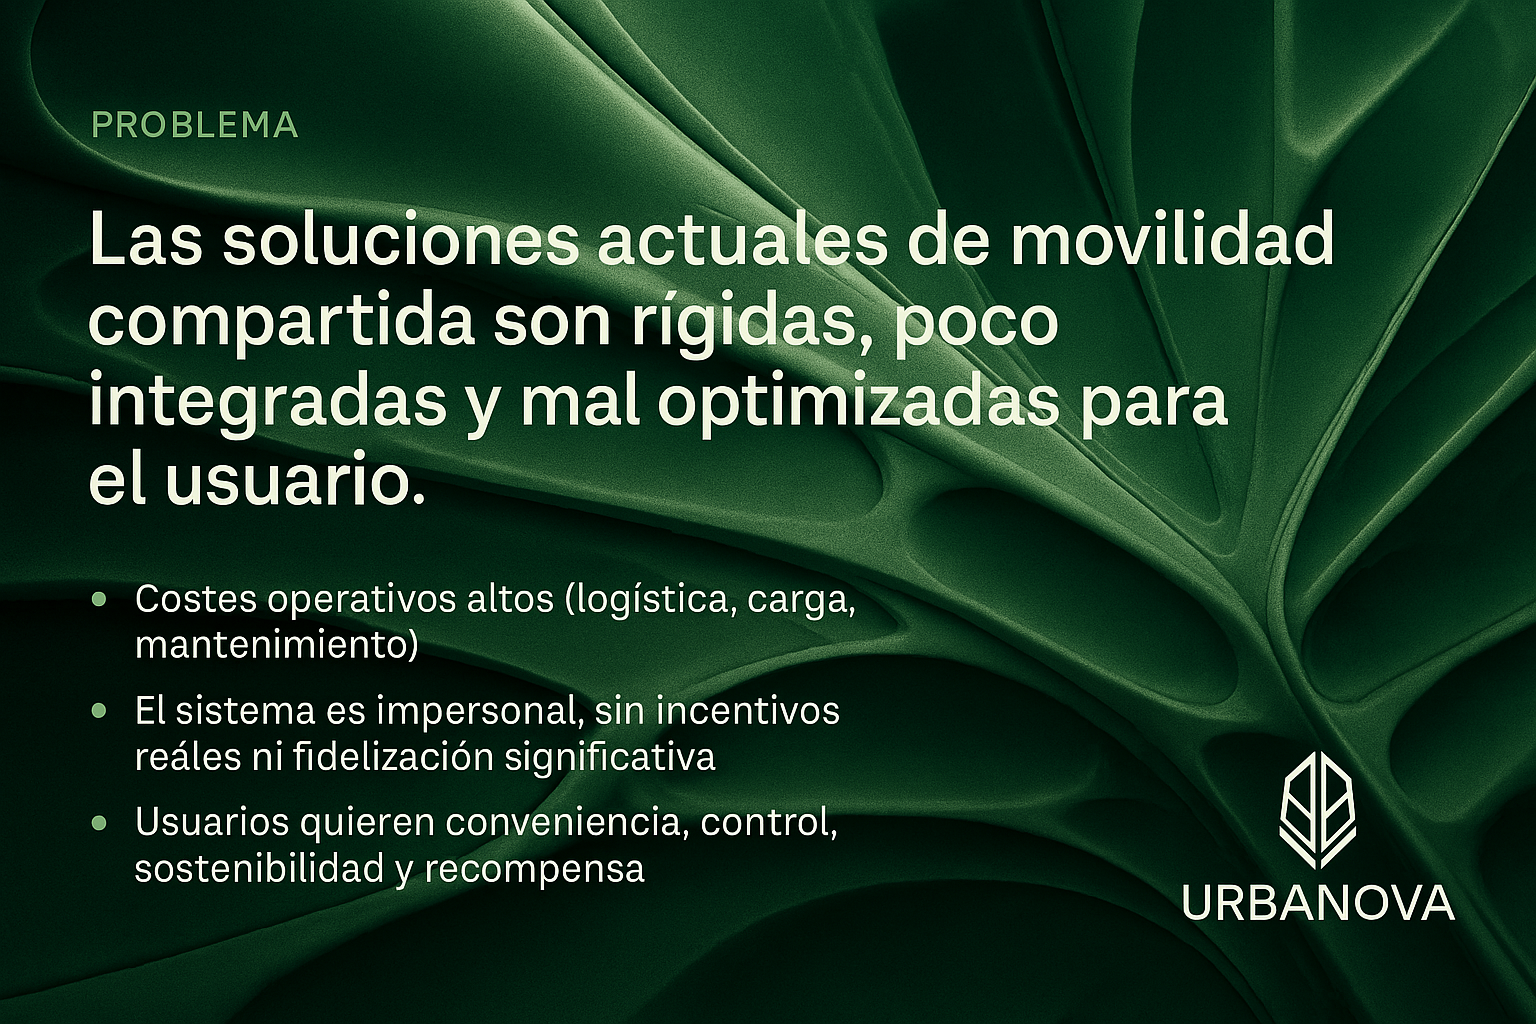 PROBLEMA
Las soluciones actuales de movilidad
compartida son rígidas, poco
integradas y mal optimizadas para
el usuario.
• Costes operativos altos (logística, carga,
mantenimiento)
• El sistema es impersonal, sin incentivos
reáles ni fidelización significativa
• Usuarios quieren conveniencia, control,
sostenibilidad y recompensa
URBANOVA